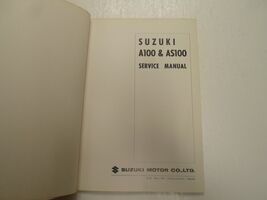 SUZUKI
A100 & AS100
SERVICE MANUAL
SUZUKI MOTOR CO.,LTD.